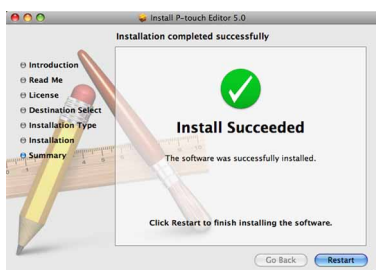 Install P-touch Editor 5.0
Installation completed successfully
Introduction
Read Me
License
Destination Select
Installation Type
Installation
Summary
Install Succeeded
The software was successfully installed.
Click Restart to finish installing the software.
Go Back
Restart